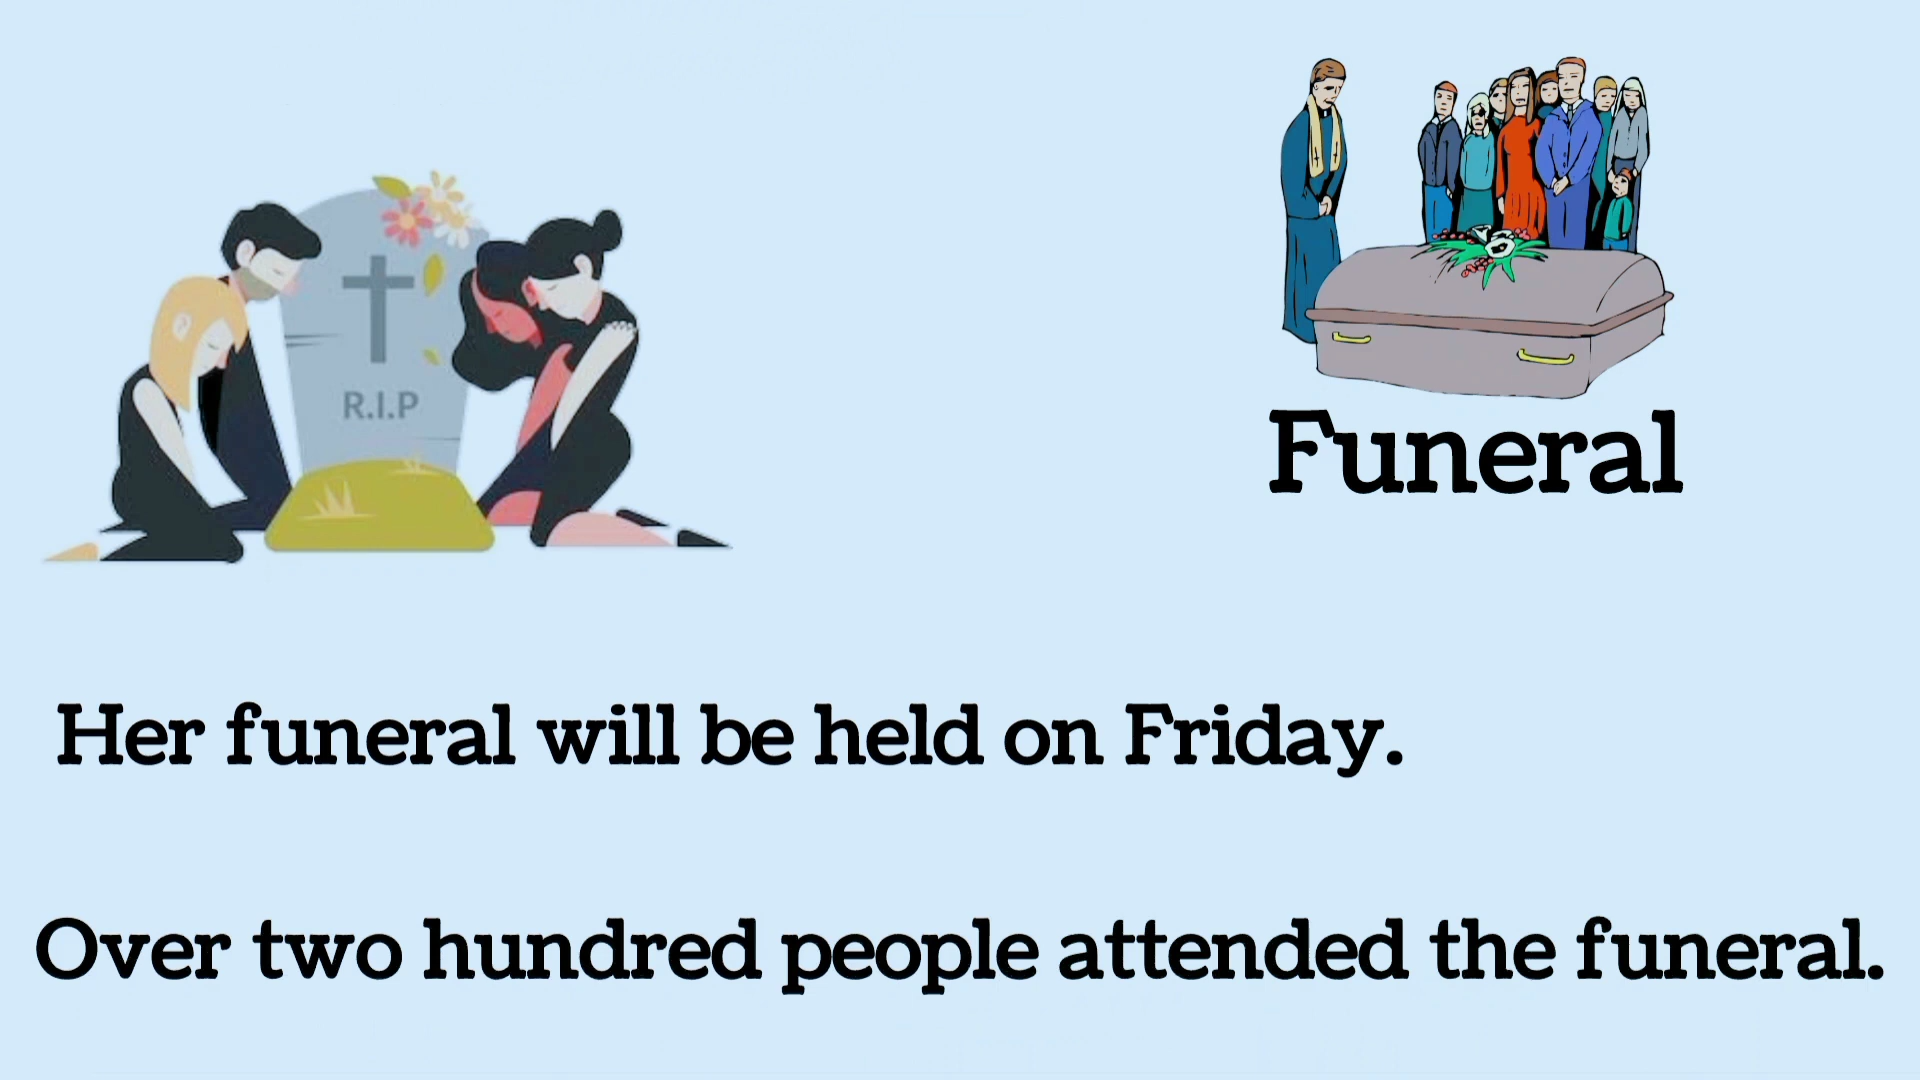 R.I.P
Funeral
Her funeral will be held on Friday.
Over two hundred people attended the funeral.